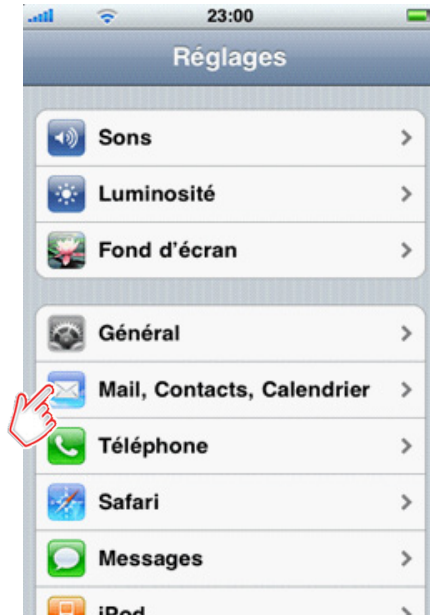 23:00
Réglages
Sons
Luminosité
Fond d'écran
Général
Mail, Contacts, Calendrier
Téléphone
Safari
Messages
iPod